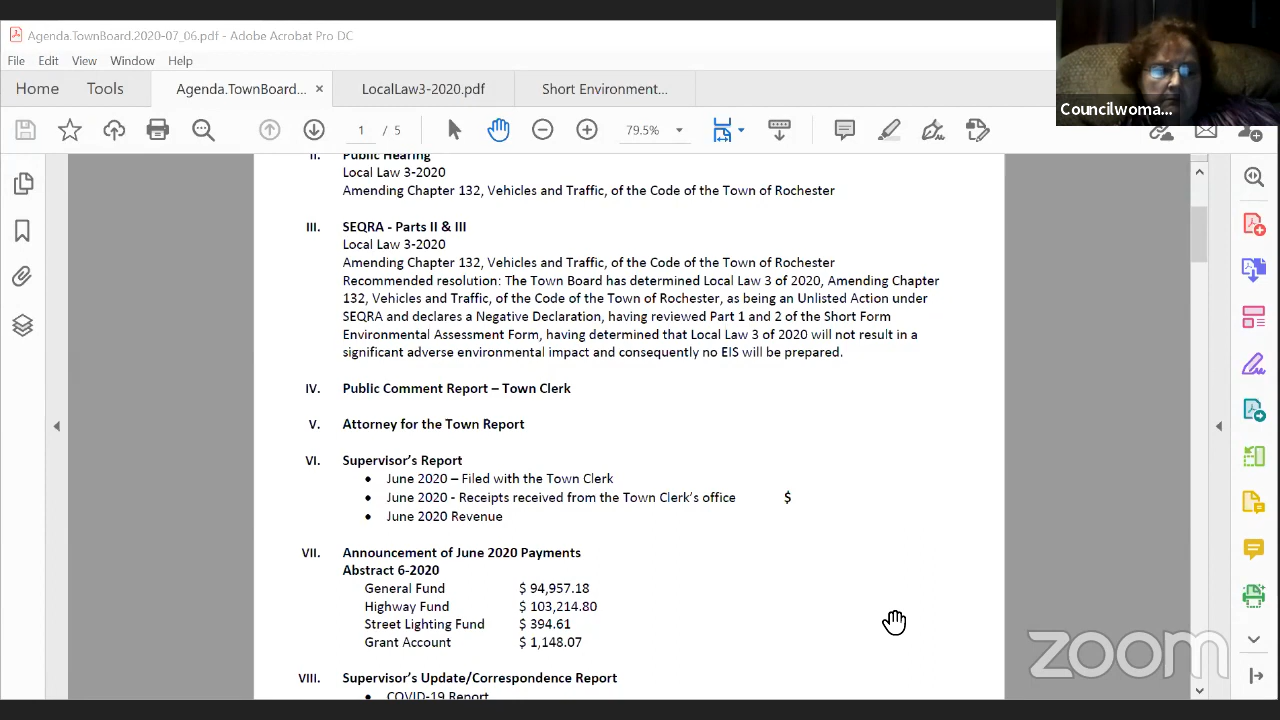 Agenda.TownBoard.2020-07_06.pdf - Adobe Acrobat Pro DC
File Edit View Window Help
Home Tools Agenda.TownBoard... × LocalLaw3-2020.pdf Short Environment...
1 / 5 79.5%
Councilwoma...
II. Public Hearing
Local Law 3-2020
Amending Chapter 132, Vehicles and Traffic, of the Code of the Town of Rochester
III. SEQRA - Parts II & III
Local Law 3-2020
Amending Chapter 132, Vehicles and Traffic, of the Code of the Town of Rochester
Recommended resolution: The Town Board has determined Local Law 3 of 2020, Amending Chapter
132, Vehicles and Traffic, of the Code of the Town of Rochester, as being an Unlisted Action under
SEQRA and declares a Negative Declaration, having reviewed Part 1 and 2 of the Short Form
Environmental Assessment Form, having determined that Local Law 3 of 2020 will not result in a
significant adverse environmental impact and consequently no EIS will be prepared.
IV. Public Comment Report – Town Clerk
V. Attorney for the Town Report
VI. Supervisor's Report
• June 2020 – Filed with the Town Clerk
• June 2020 - Receipts received from the Town Clerk's office $
• June 2020 Revenue
VII. Announcement of June 2020 Payments
Abstract 6-2020
General Fund $ 94,957.18
Highway Fund $ 103,214.80
Street Lighting Fund $ 394.61
Grant Account $ 1,148.07
VIII. Supervisor's Update/Correspondence Report
• COVID-19 Report
zoom